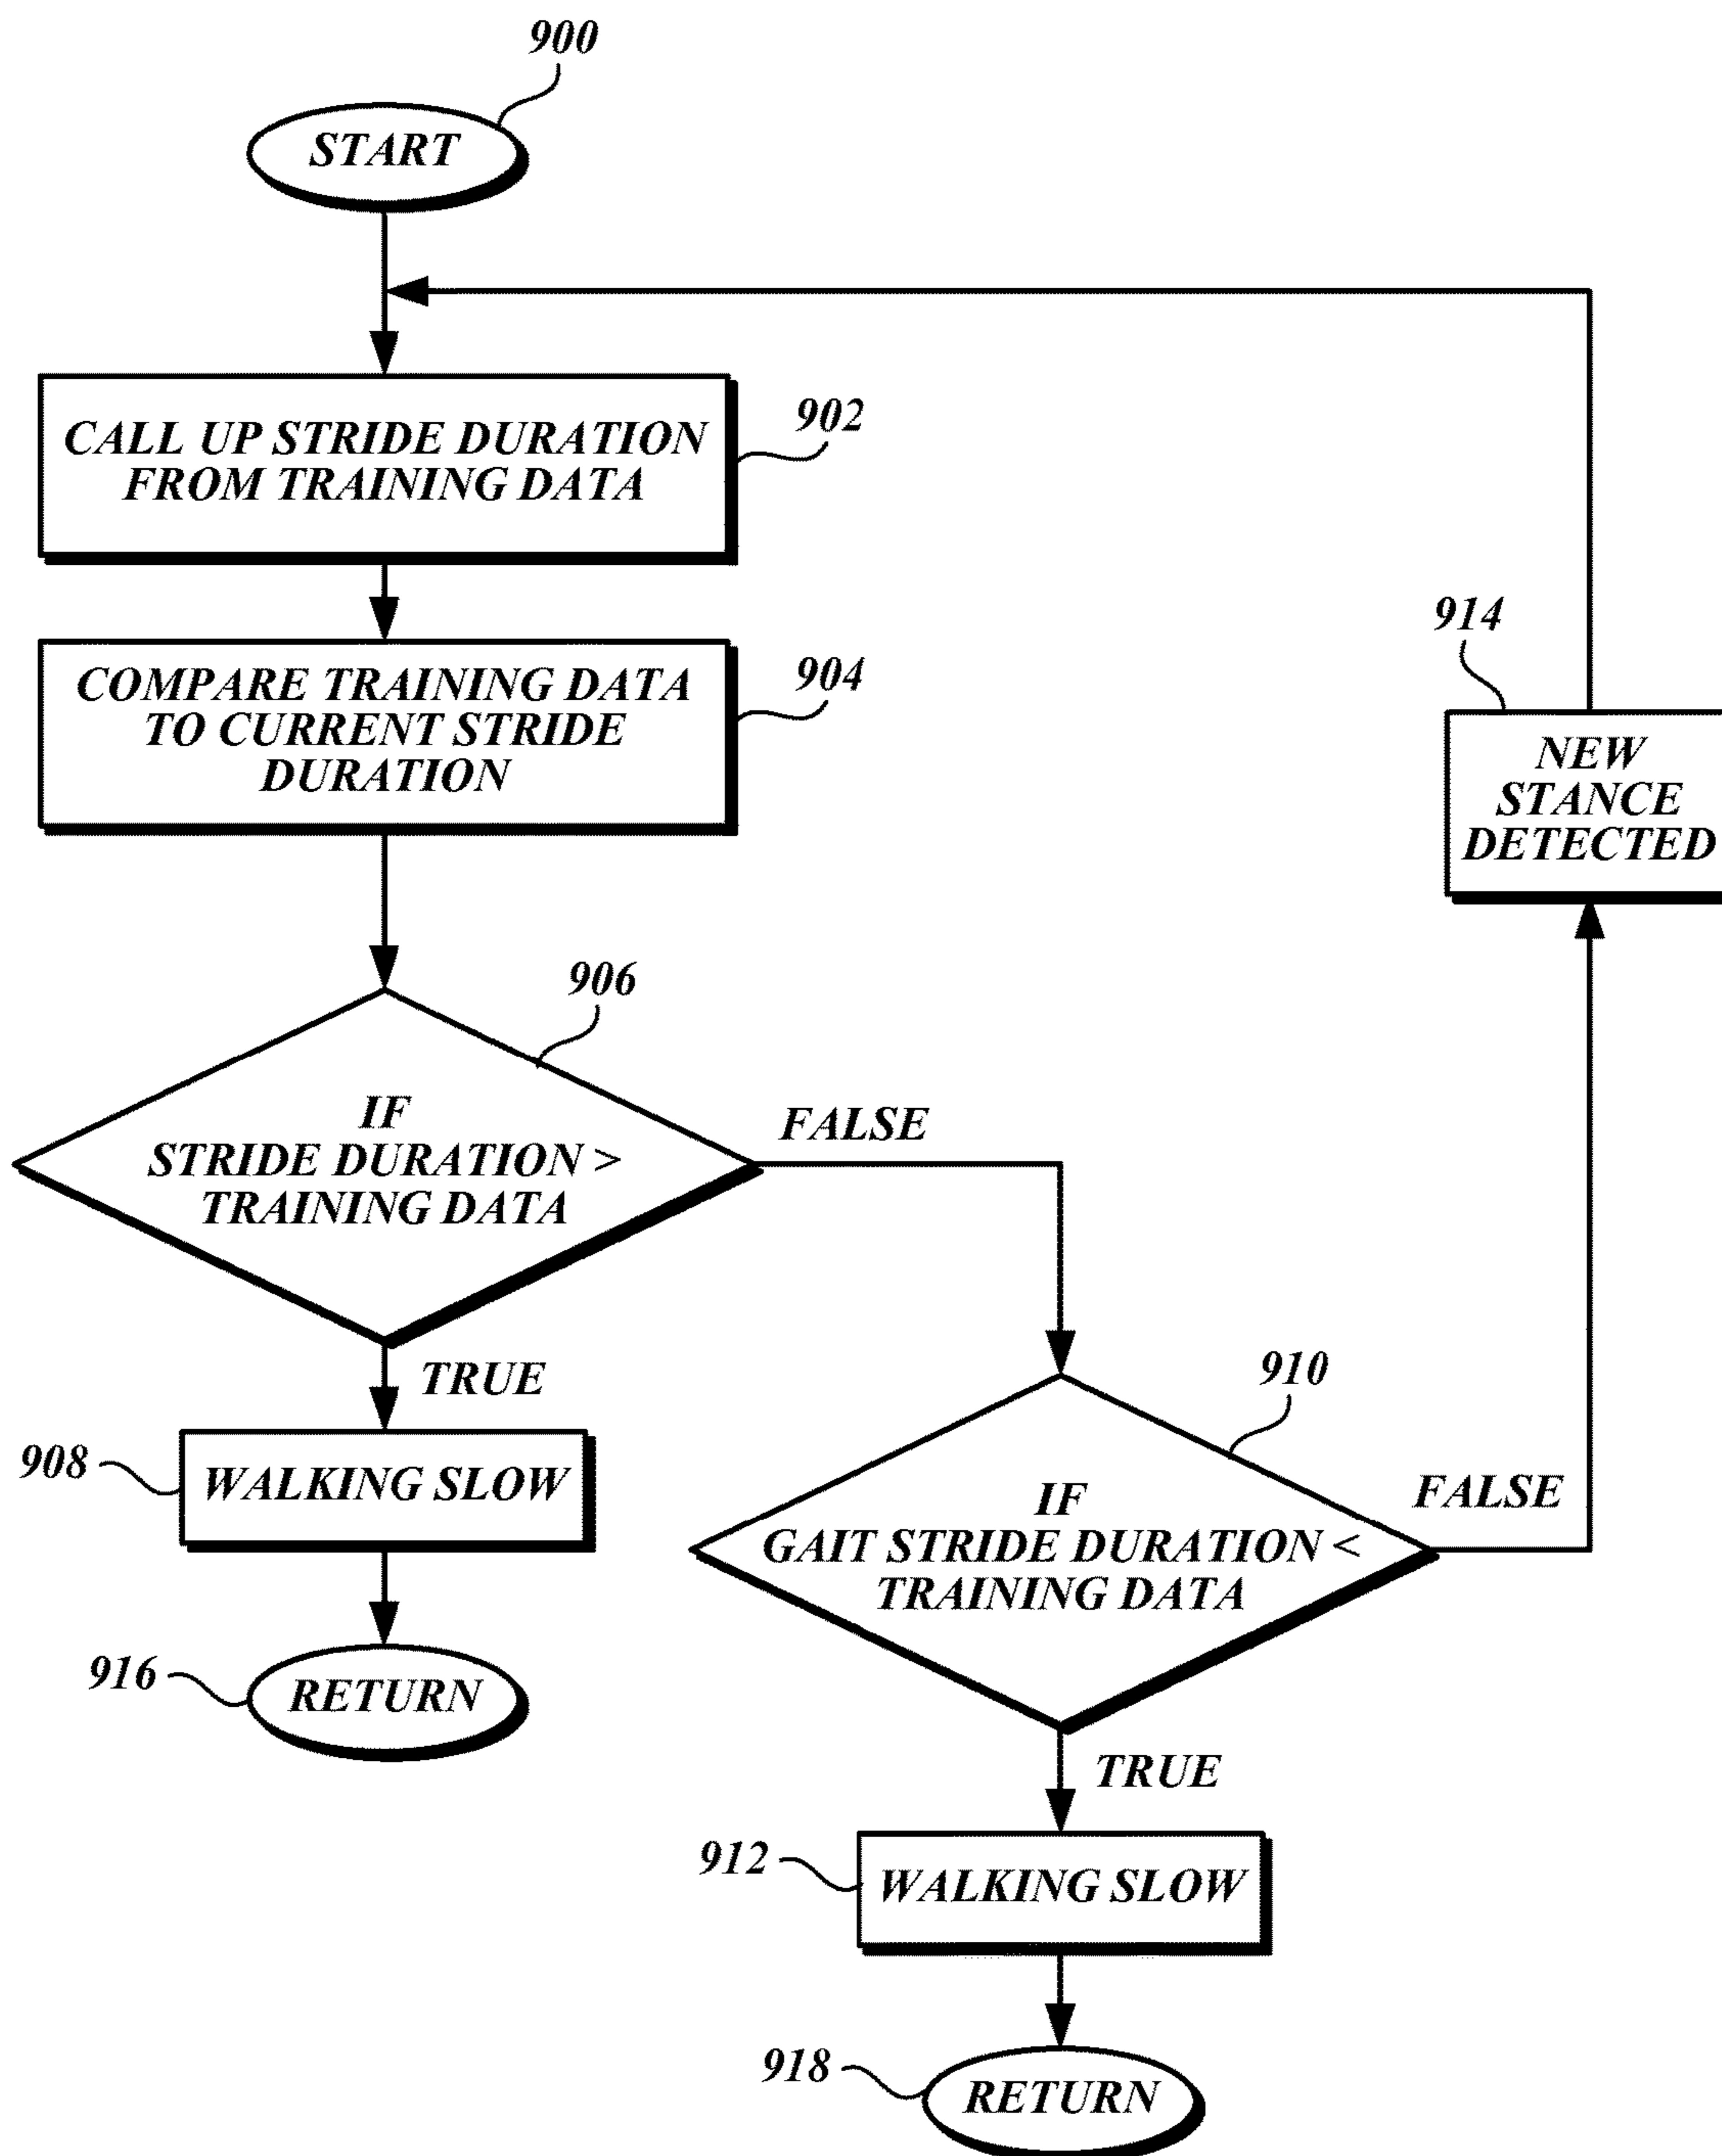 900
START
902
CALL UP STRIDE DURATION
FROM TRAINING DATA
904
COMPARE TRAINING DATA
TO CURRENT STRIDE
DURATION
914
NEW
STANCE
DETECTED
906
IF
STRIDE DURATION >
TRAINING DATA
FALSE
TRUE
908
WALKING SLOW
916
RETURN
910
IF
GAIT STRIDE DURATION <
TRAINING DATA
FALSE
TRUE
912
WALKING SLOW
918
RETURN